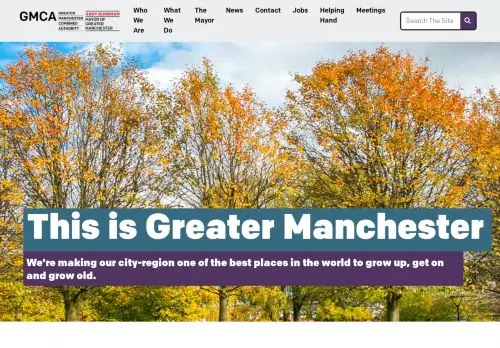 GMCA
GREATER
MANCHESTER
COMBINED
AUTHORITY
ANDY BURNHAM
MAYOR OF
GREATER
MANCHESTER
Who We Are
What We Do
The Mayor
News
Contact
Jobs
Helping Hand
Meetings
Search The Site
This is Greater Manchester
We're making our city-region one of the best places in the world to grow up, get on
and grow old.